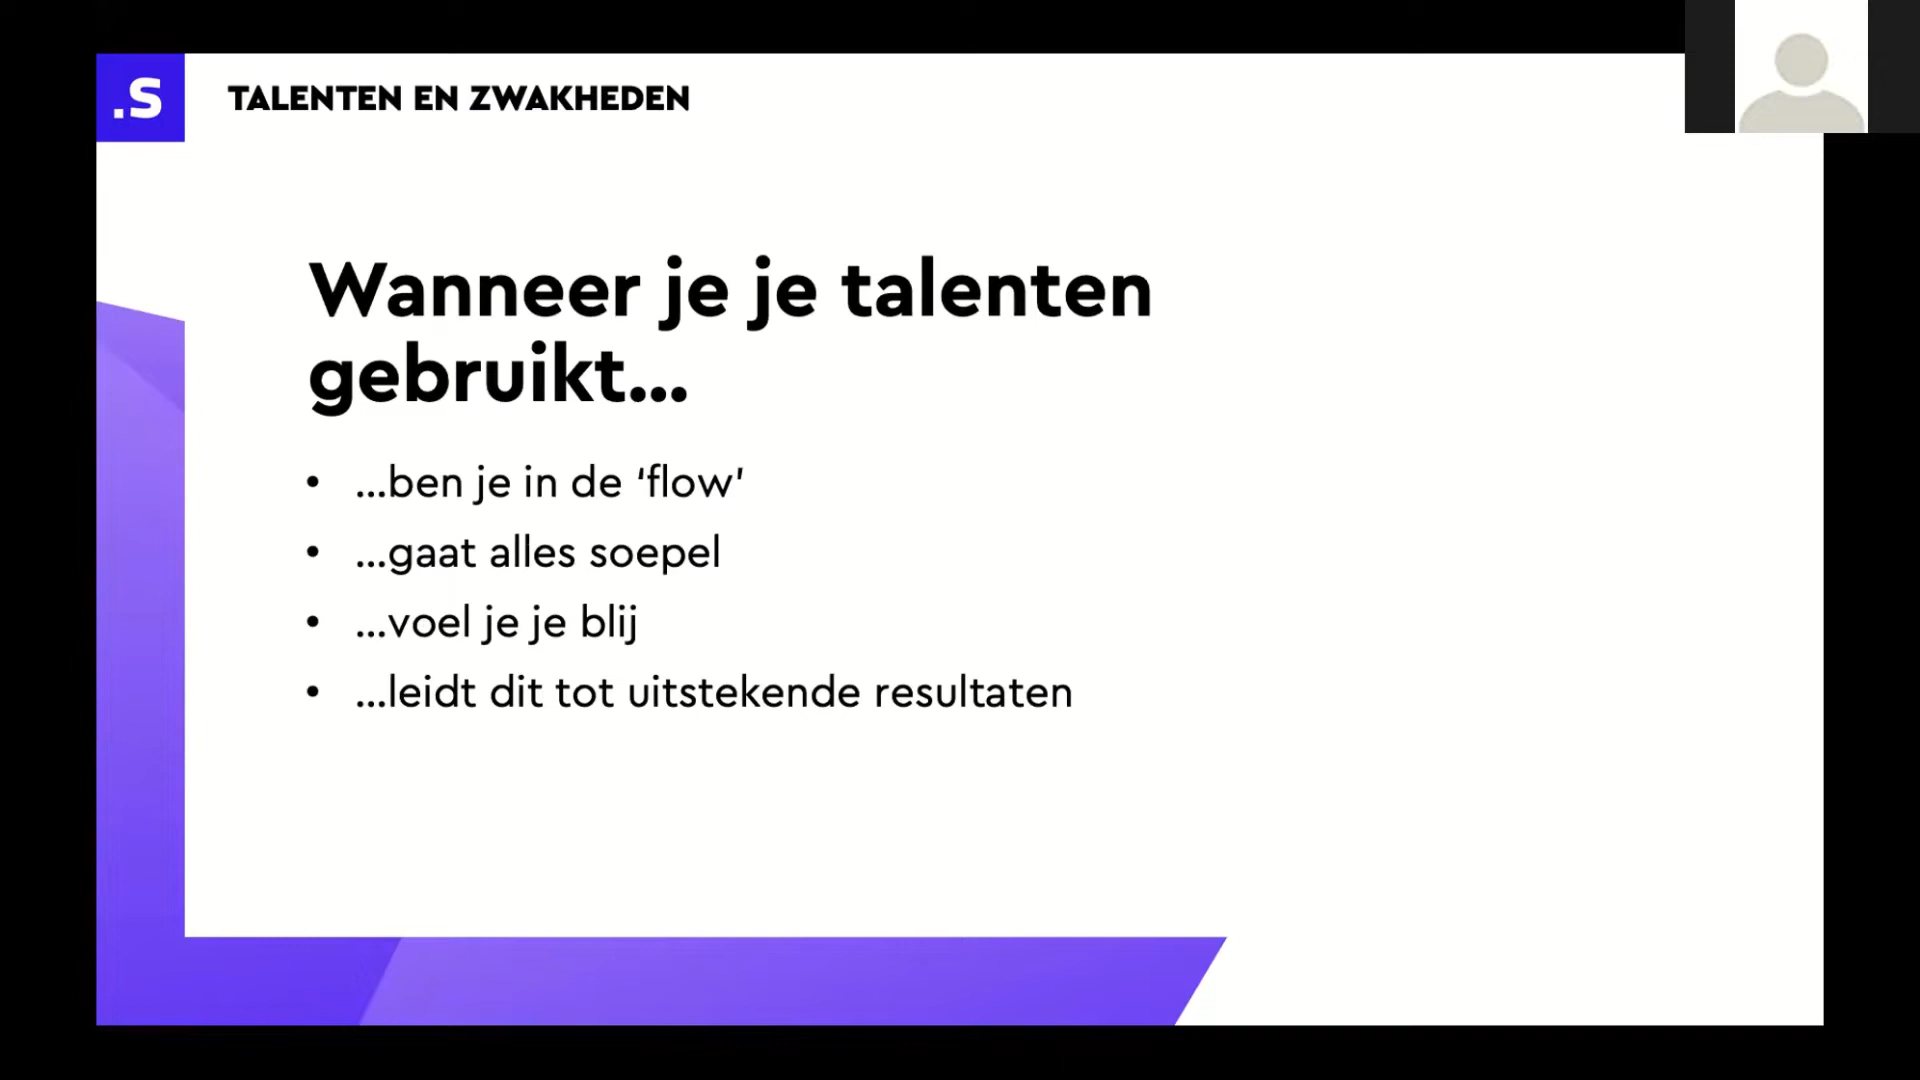 .S
TALENTEN EN ZWAKHEDEN
Wanneer je je talenten
gebruikt...
• ...ben je in de ‘flow’
• ...gaat alles soepel
• ...voel je je blij
• ...leidt dit tot uitstekende resultaten